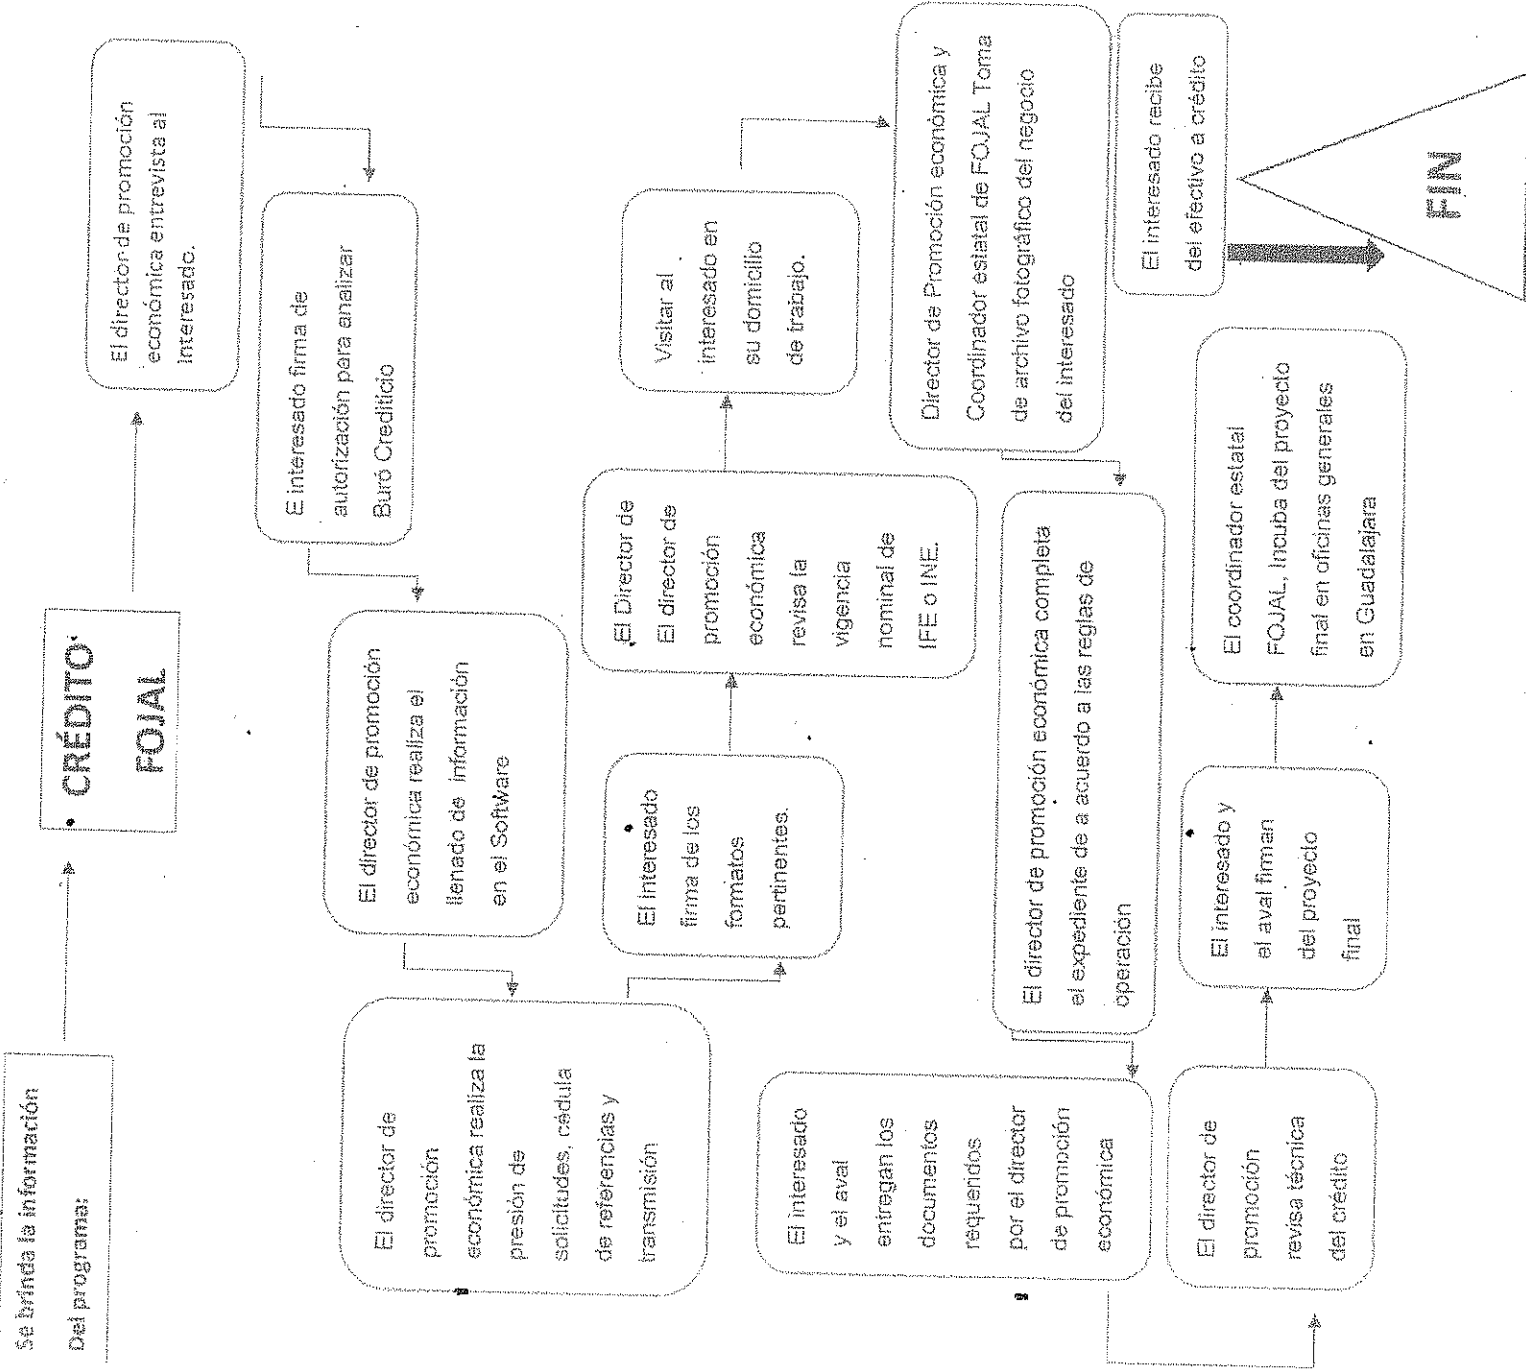 Se brinda la información
Del programa:
CRÉDITO
FOJAL
El director de promoción
económica entrevista al
interesado.
E interesado firma de
autorización para analizar
Buró Crediticio
El director de promoción
económica realiza el
llenado de información
en el Software
El director de
promoción
económica realiza la
presión de
solicitudes, cédula
de referencias y
transmisión
El interesado
firma de los
formatos
pertinentes.
El Director de
El director de
promoción
económica
revisa la
vigencia
nominal de
IFE o INE.
Visitar al
interesado en
su domicilio
de trabajo.
Director de Promoción económica y
Coordinador estatal de FOJAL Toma
de archivo fotográfico del negocio
del interesado
El director de promoción económica completa
el expediente de a acuerdo a las reglas de
operación
El interesado
y el aval
entregan los
documentos
requeridos
por el director
de promoción
económica
El director de
promoción
revisa técnica
del crédito
El interesado y
el aval firman
del proyecto
final
El coordinador estatal
FOJAL, Incuba del proyecto
final en oficinas generales
en Guadalajara
El interesado recibe
del efectivo a crédito
FIN